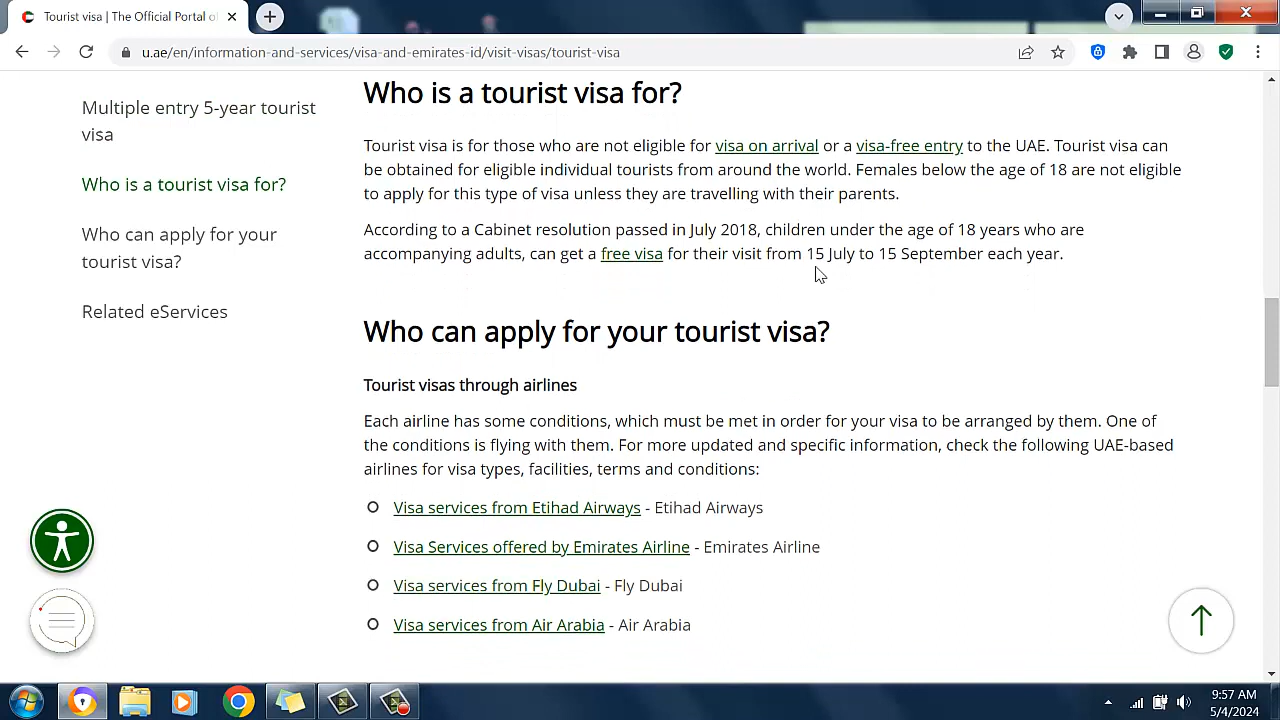 Tourist visa | The Official Portal o
u.ae/en/information-and-services/visa-and-emirates-id/visit-visas/tourist-visa
Multiple entry 5-year tourist
visa
Who is a tourist visa for?
Who can apply for your
tourist visa?
Related eServices
Who is a tourist visa for?
Tourist visa is for those who are not eligible for visa on arrival or a visa-free entry to the UAE. Tourist visa can
be obtained for eligible individual tourists from around the world. Females below the age of 18 are not eligible
to apply for this type of visa unless they are travelling with their parents.
According to a Cabinet resolution passed in July 2018, children under the age of 18 years who are
accompanying adults, can get a free visa for their visit from 15 July to 15 September each year.
Who can apply for your tourist visa?
Tourist visas through airlines
Each airline has some conditions, which must be met in order for your visa to be arranged by them. One of
the conditions is flying with them. For more updated and specific information, check the following UAE-based
airlines for visa types, facilities, terms and conditions:
Visa services from Etihad Airways - Etihad Airways
Visa Services offered by Emirates Airline - Emirates Airline
Visa services from Fly Dubai - Fly Dubai
Visa services from Air Arabia - Air Arabia
9:57 AM
5/4/2024